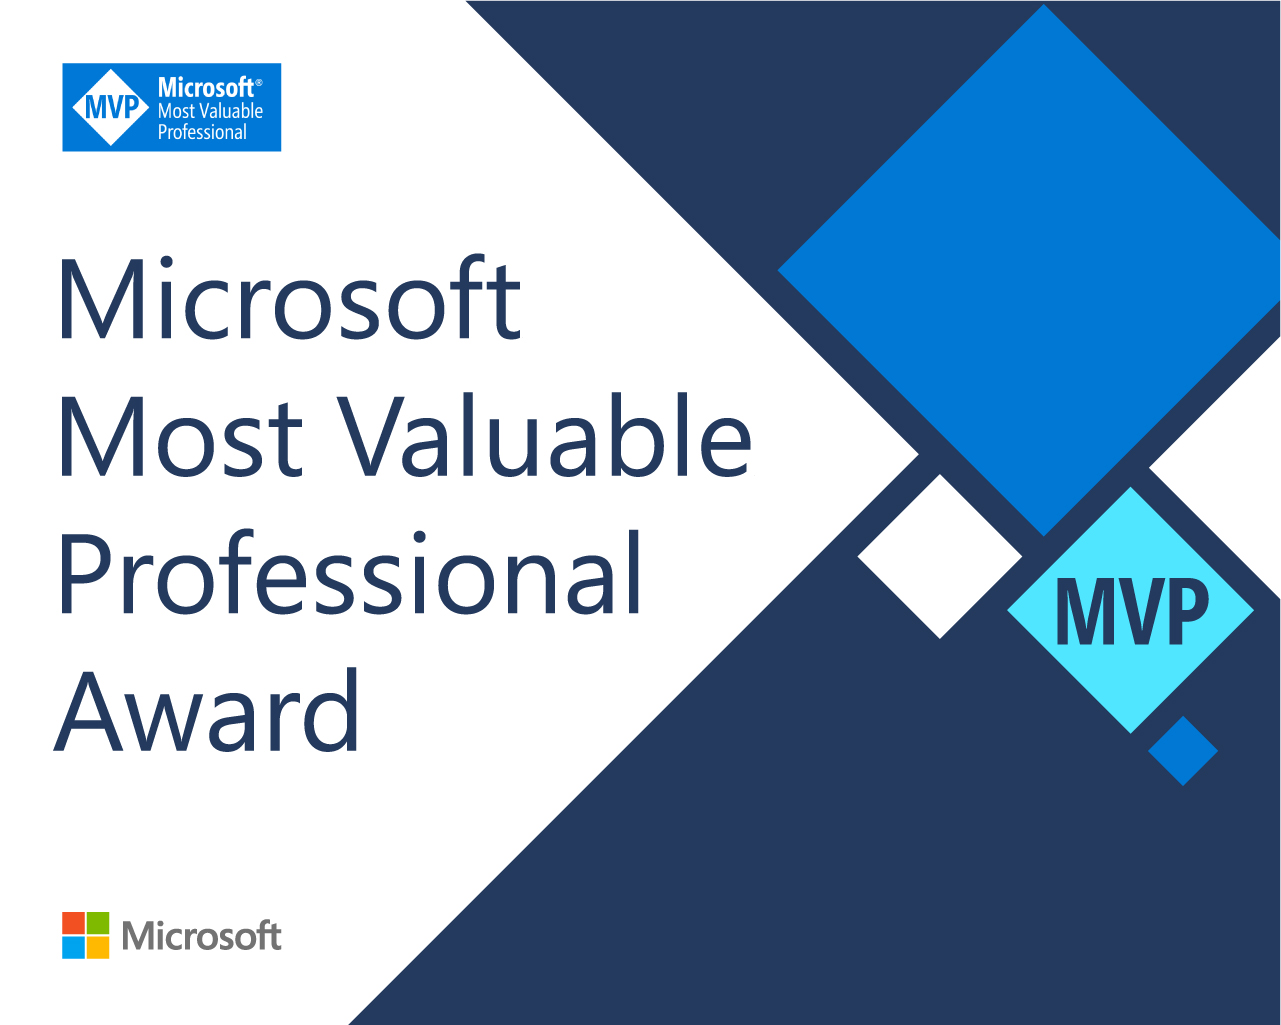 MVP
Microsoft®
Most Valuable
Professional
Microsoft
Most Valuable
Professional
Award
MVP
Microsoft